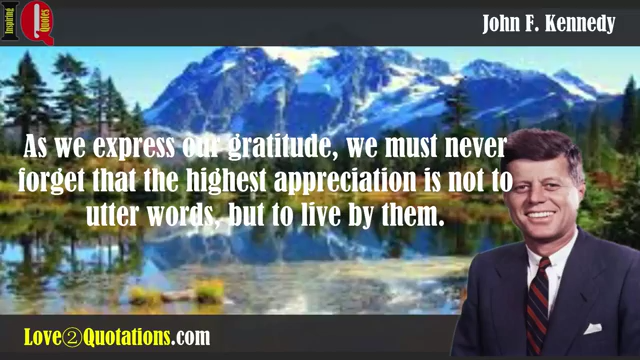 Inspiring
Quotes
John F. Kennedy
As we express our gratitude, we must never
forget that the highest appreciation is not to
utter words, but to live by them.
Love②Quotations.com